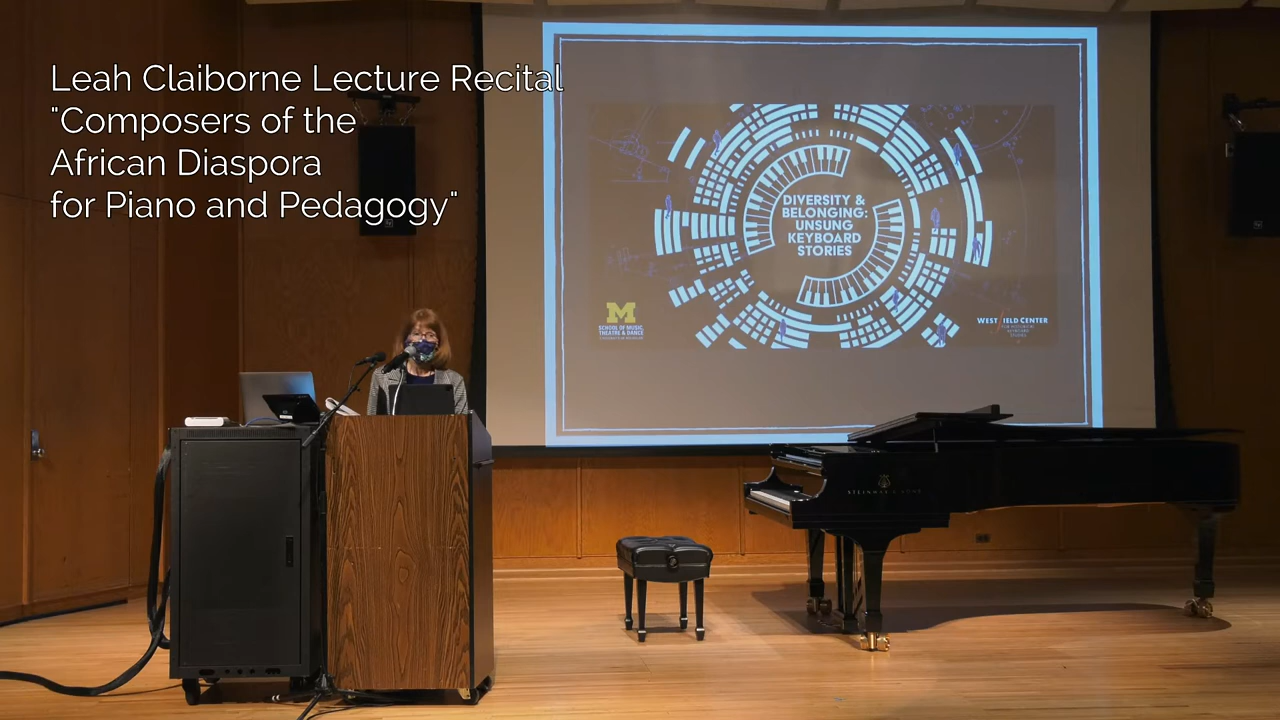 Leah Claiborne Lecture Recital
"Composers of the
African Diaspora
for Piano and Pedagogy"
DIVERSITY &
BELONGING:
UNSUNG
KEYBOARD
STORIES
M
SCHOOL OF MUSIC,
THEATRE & DANCE
WESTFIELD CENTER
STEINWAY & SONS